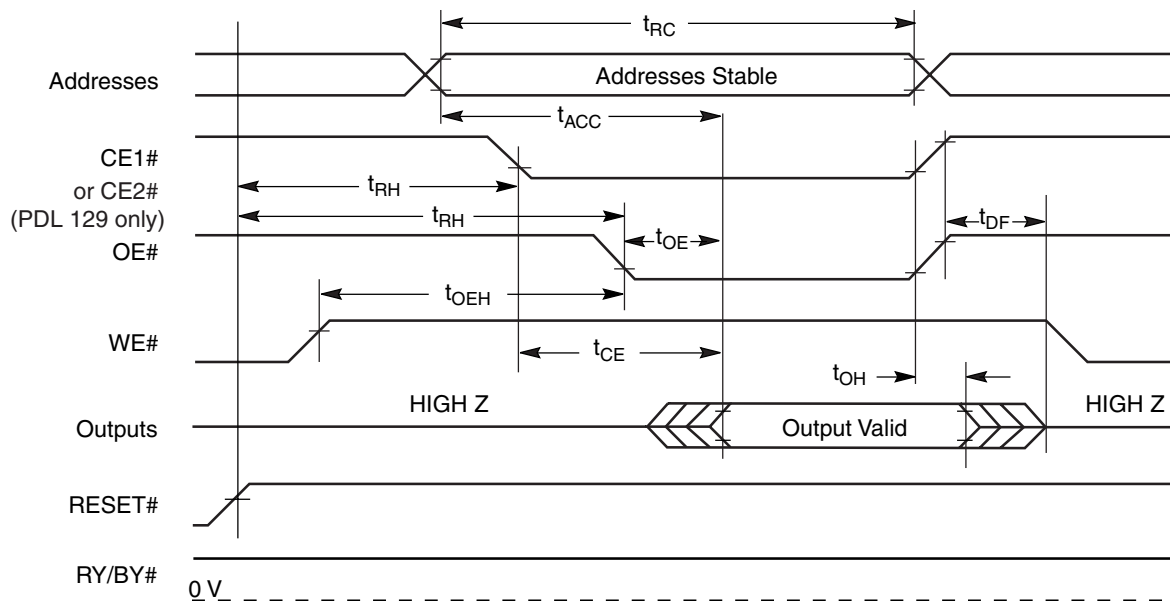 tRC
Addresses
Addresses Stable
tACC
CE1#
or CE2#
(PDL 129 only)
tRH
tRH
OE#
tOE
tDF
tOEH
WE#
tCE
tOH
HIGH Z
HIGH Z
Outputs
Output Valid
RESET#
RY/BY#
0 V